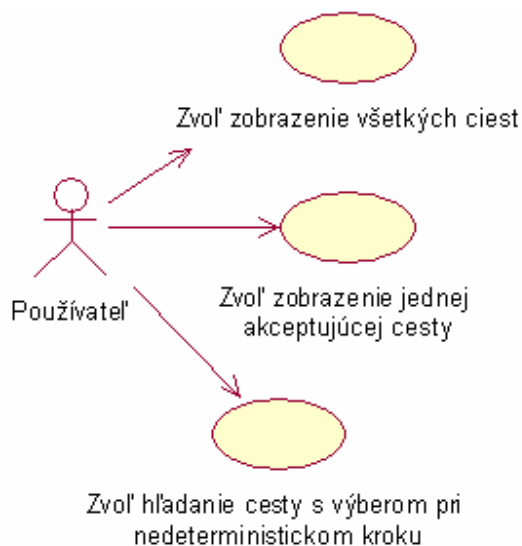 Zvoľ zobrazenie všetkých ciest
Používateľ
Zvoľ zobrazenie jednej
akceptujúcej cesty
Zvoľ hľadanie cesty s výberom pri
nedeterministickom kroku